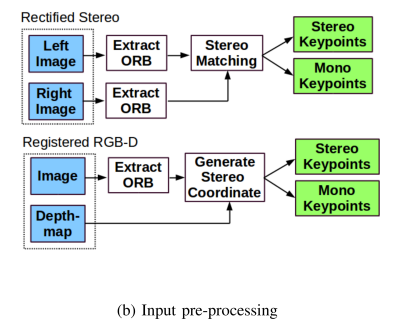 Rectified Stereo
Left
Image
Extract
ORB
Stereo
Matching
Stereo
Keypoints
Mono
Keypoints
Right
Image
Extract
ORB
Registered RGB-D
Image
Extract
ORB
Generate
Stereo
Coordinate
Stereo
Keypoints
Mono
Keypoints
Depth-
map
(b) Input pre-processing